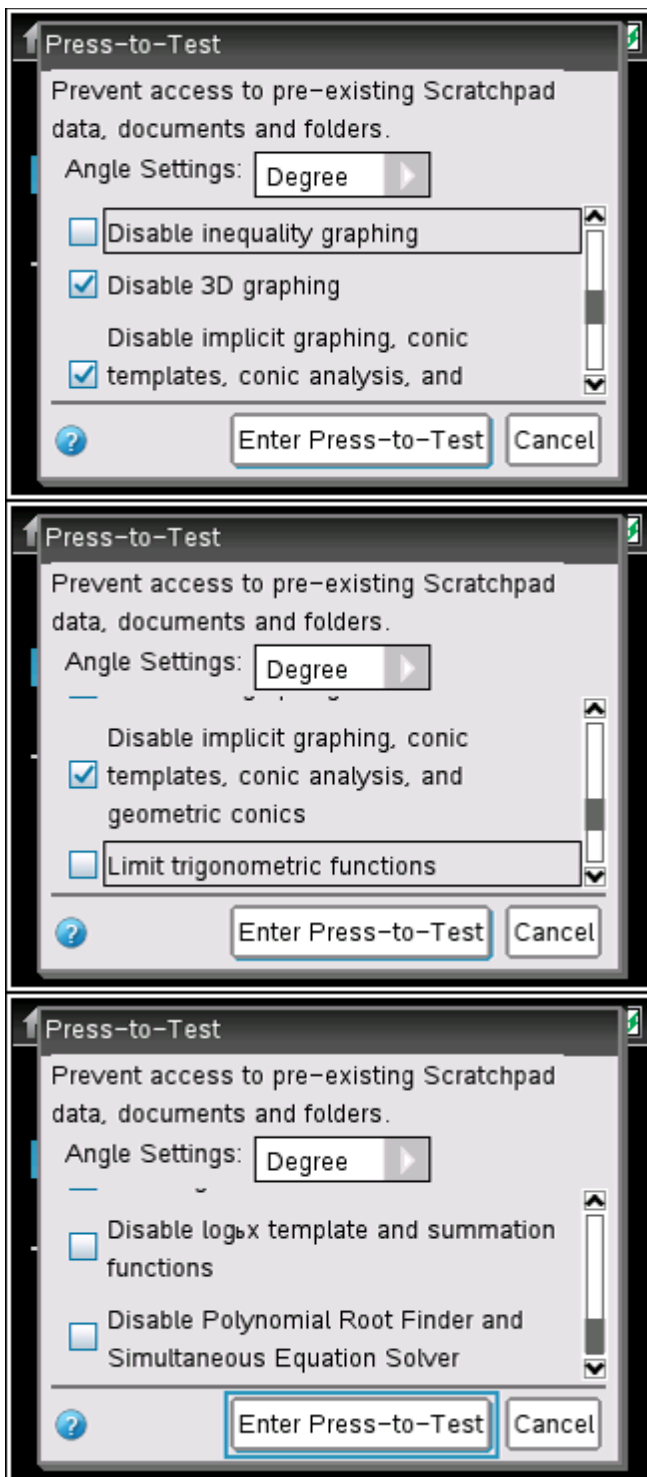 Press-to-Test
Prevent access to pre-existing Scratchpad
data, documents and folders.
Angle Settings: Degree
Disable inequality graphing
Disable 3D graphing
Disable implicit graphing, conic
templates, conic analysis, and
? Enter Press-to-Test Cancel
Press-to-Test
Prevent access to pre-existing Scratchpad
data, documents and folders.
Angle Settings: Degree
Disable implicit graphing, conic
templates, conic analysis, and
geometric conics
Limit trigonometric functions
? Enter Press-to-Test Cancel
Press-to-Test
Prevent access to pre-existing Scratchpad
data, documents and folders.
Angle Settings: Degree
Disable logьx template and summation
functions
Disable Polynomial Root Finder and
Simultaneous Equation Solver
? Enter Press-to-Test Cancel